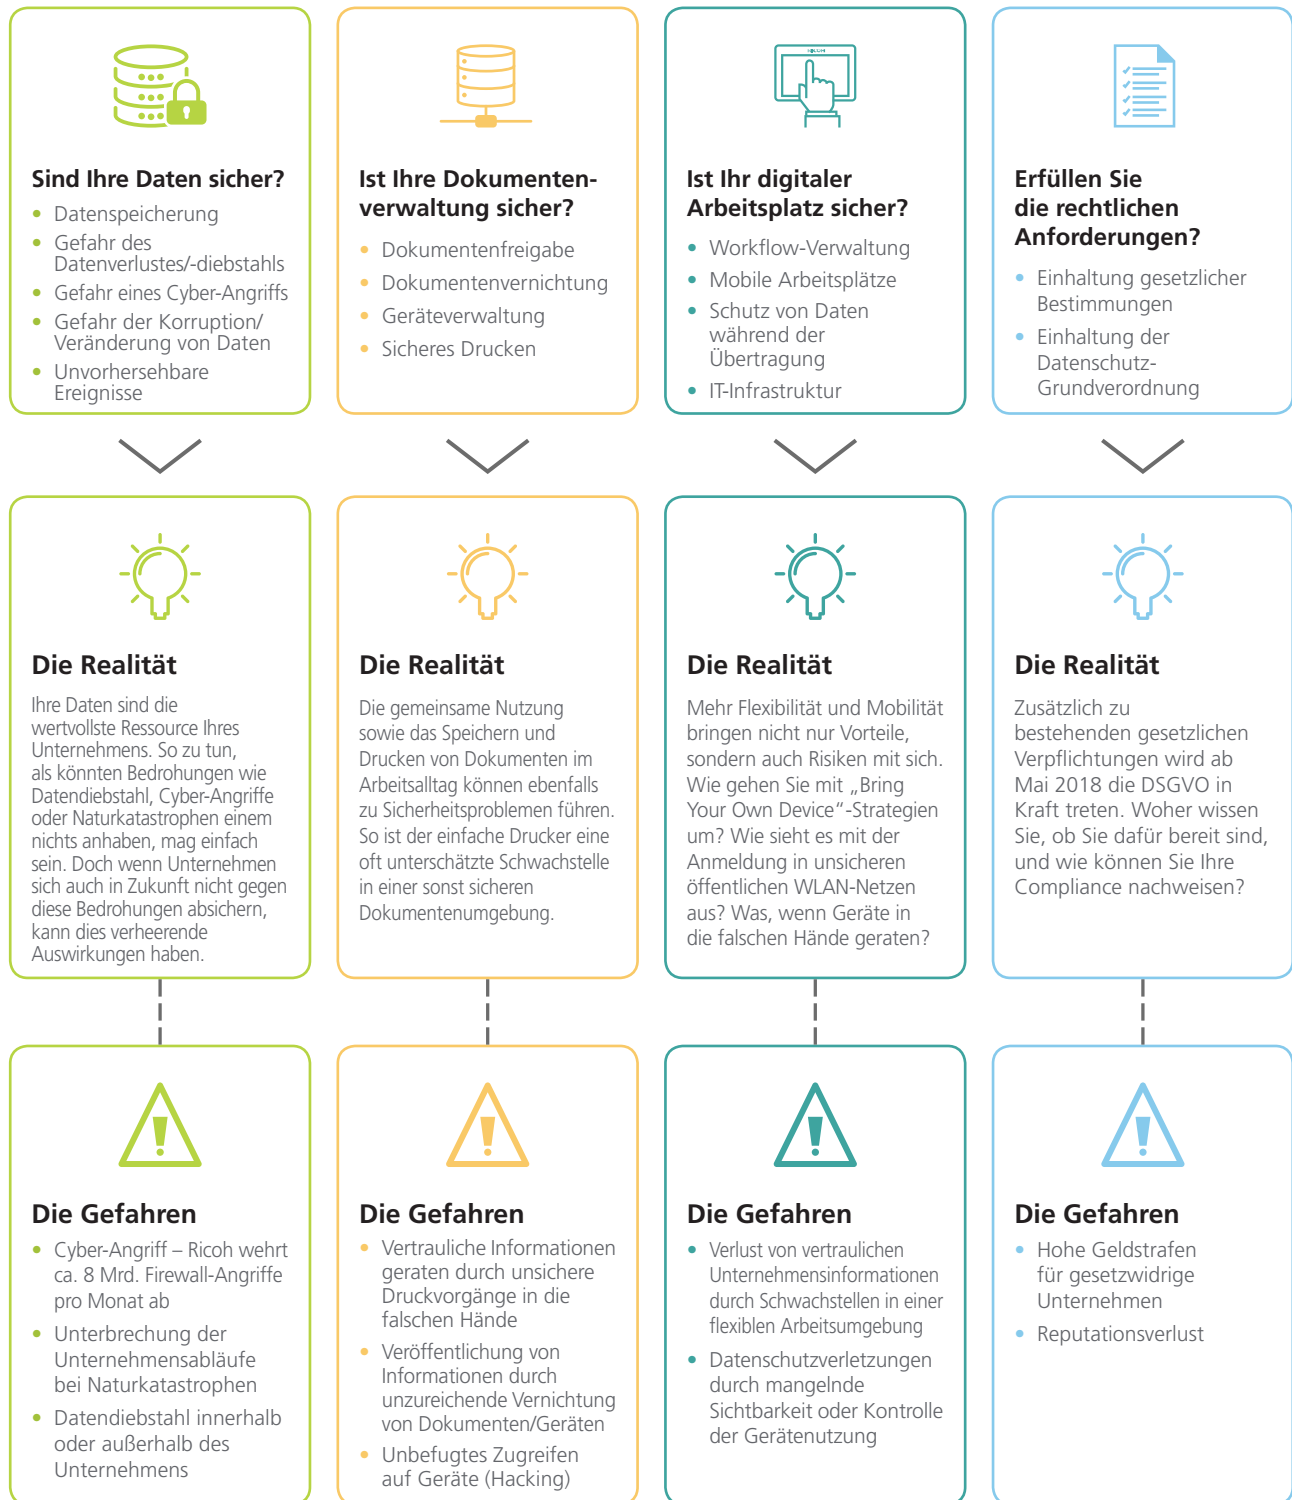 Sind Ihre Daten sicher?
• Datenspeicherung
• Gefahr des
Datenverlustes/-diebstahls
• Gefahr eines Cyber-Angriffs
• Gefahr der Korruption/
Veränderung von Daten
• Unvorhersehbare
Ereignisse
Ist Ihre Dokumenten-
verwaltung sicher?
• Dokumentenfreigabe
• Dokumentenvernichtung
• Geräteverwaltung
• Sicheres Drucken
Ist Ihr digitaler
Arbeitsplatz sicher?
• Workflow-Verwaltung
• Mobile Arbeitsplätze
• Schutz von Daten
während der
Übertragung
• IT-Infrastruktur
Erfüllen Sie
die rechtlichen
Anforderungen?
• Einhaltung gesetzlicher
Bestimmungen
• Einhaltung der
Datenschutz-
Grundverordnung
Die Realität
Ihre Daten sind die
wertvollste Ressource Ihres
Unternehmens. So zu tun,
als könnten Bedrohungen wie
Datendiebstahl, Cyber-Angriffe
oder Naturkatastrophen einem
nichts anhaben, mag einfach
sein. Doch wenn Unternehmen
sich auch in Zukunft nicht gegen
diese Bedrohungen absichern,
kann dies verheerende
Auswirkungen haben.
Die Realität
Die gemeinsame Nutzung
sowie das Speichern und
Drucken von Dokumenten im
Arbeitsalltag können ebenfalls
zu Sicherheitsproblemen führen.
So ist der einfache Drucker eine
oft unterschätzte Schwachstelle
in einer sonst sicheren
Dokumentenumgebung.
Die Realität
Mehr Flexibilität und Mobilität
bringen nicht nur Vorteile,
sondern auch Risiken mit sich.
Wie gehen Sie mit „Bring
Your Own Device“-Strategien
um? Wie sieht es mit der
Anmeldung in unsicheren
öffentlichen WLAN-Netzen
aus? Was, wenn Geräte in
die falschen Hände geraten?
Die Realität
Zusätzlich zu
bestehenden gesetzlichen
Verpflichtungen wird ab
Mai 2018 die DSGVO in
Kraft treten. Woher wissen
Sie, ob Sie dafür bereit sind,
und wie können Sie Ihre
Compliance nachweisen?
Die Gefahren
• Cyber-Angriff – Ricoh wehrt
ca. 8 Mrd. Firewall-Angriffe
pro Monat ab
• Unterbrechung der
Unternehmensabläufe
bei Naturkatastrophen
• Datendiebstahl innerhalb
oder außerhalb des
Unternehmens
Die Gefahren
• Vertrauliche Informationen
geraten durch unsichere
Druckvorgänge in die
falschen Hände
• Veröffentlichung von
Informationen durch
unzureichende Vernichtung
von Dokumenten/Geräten
• Unbefugtes Zugreifen
auf Geräte (Hacking)
Die Gefahren
• Verlust von vertraulichen
Unternehmensinformationen
durch Schwachstellen in einer
flexiblen Arbeitsumgebung
• Datenschutzverletzungen
durch mangelnde
Sichtbarkeit oder Kontrolle
der Gerätenutzung
Die Gefahren
• Hohe Geldstrafen
für gesetzwidrige
Unternehmen
• Reputationsverlust